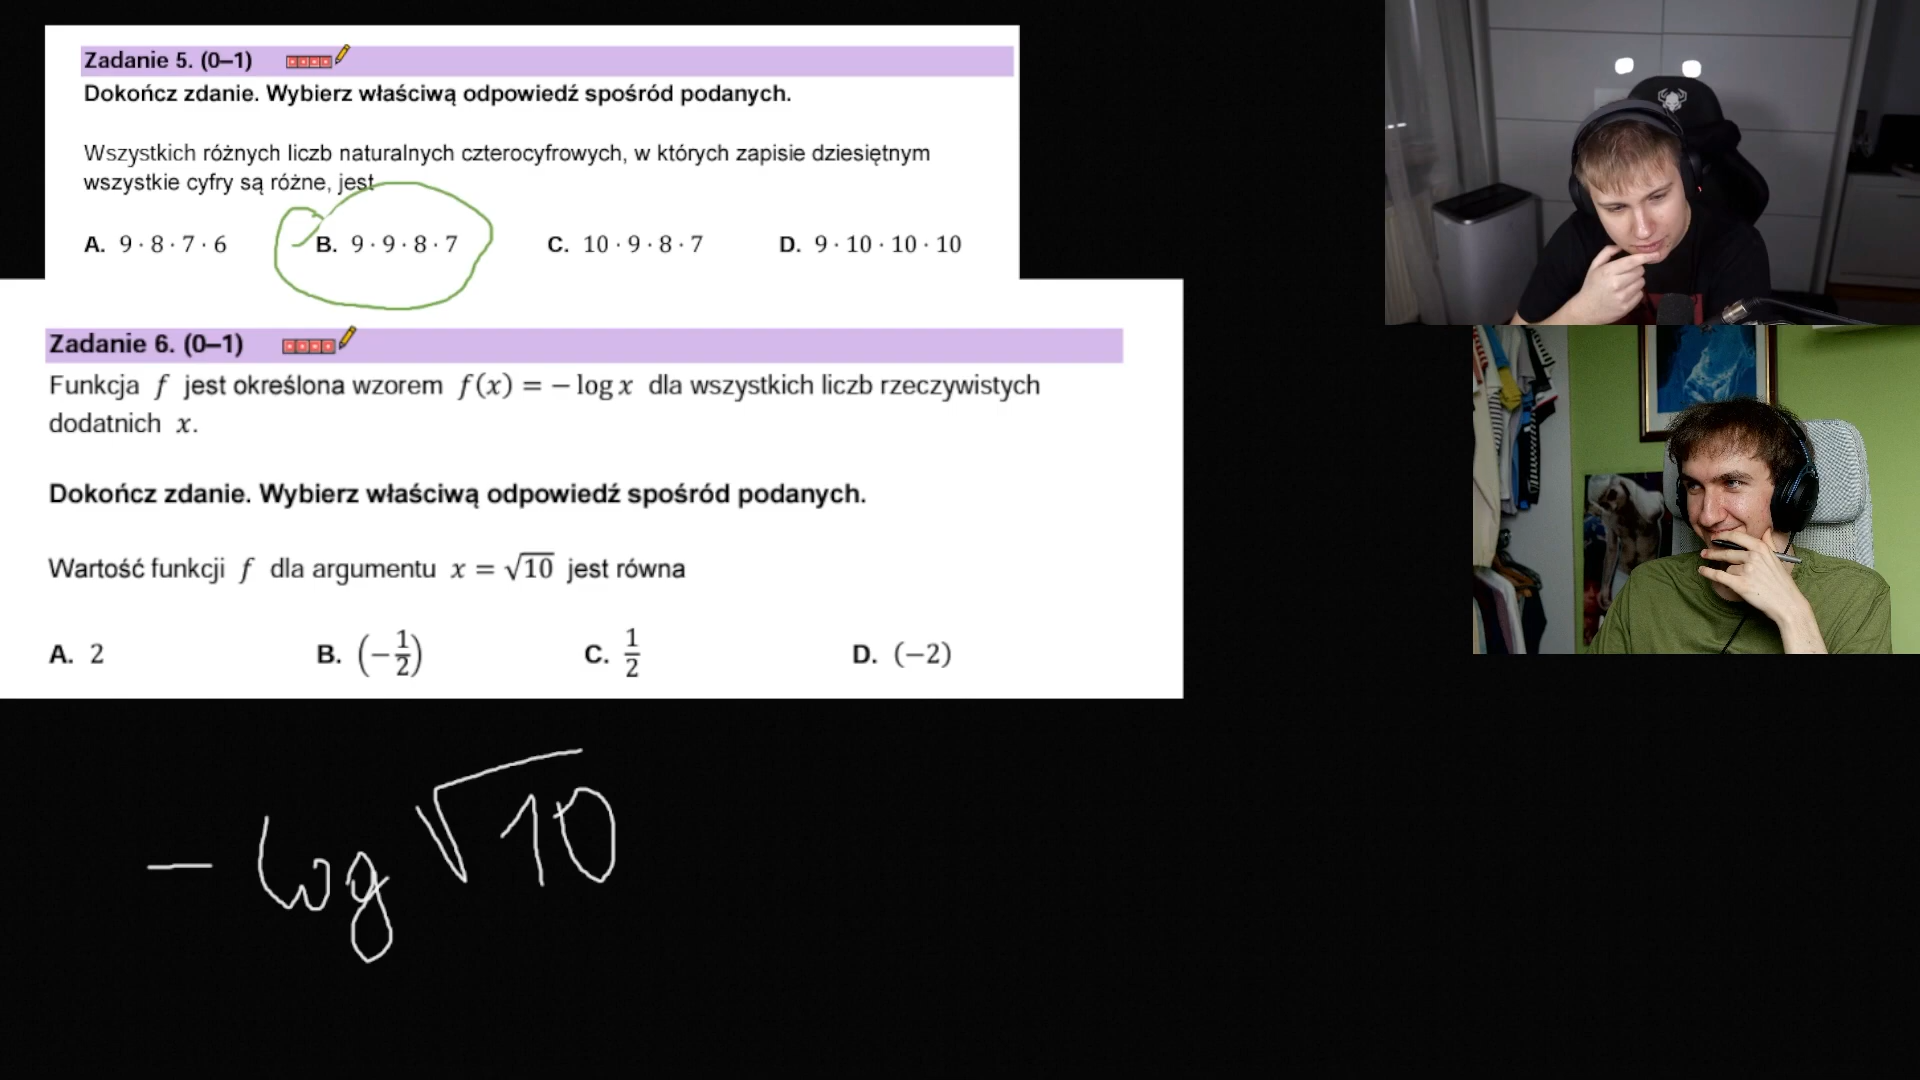 Zadanie 5. (0–1)
Dokończ zdanie. Wybierz właściwą odpowiedź spośród podanych.
Wszystkich różnych liczb naturalnych czterocyfrowych, w których zapisie dziesiętnym
wszystkie cyfry są różne, jest
A. 9 · 8 · 7 · 6 B. 9 · 9 · 8 · 7 C. 10 · 9 · 8 · 7 D. 9 · 10 · 10 · 10
Zadanie 6. (0–1)
Funkcja f jest określona wzorem f(x) = − log x dla wszystkich liczb rzeczywistych
dodatnich x.
Dokończ zdanie. Wybierz właściwą odpowiedź spośród podanych.
Wartość funkcji f dla argumentu x = √10 jest równa
A. 2 B. (−1/2) C. 1/2 D. (−2)
− log √10